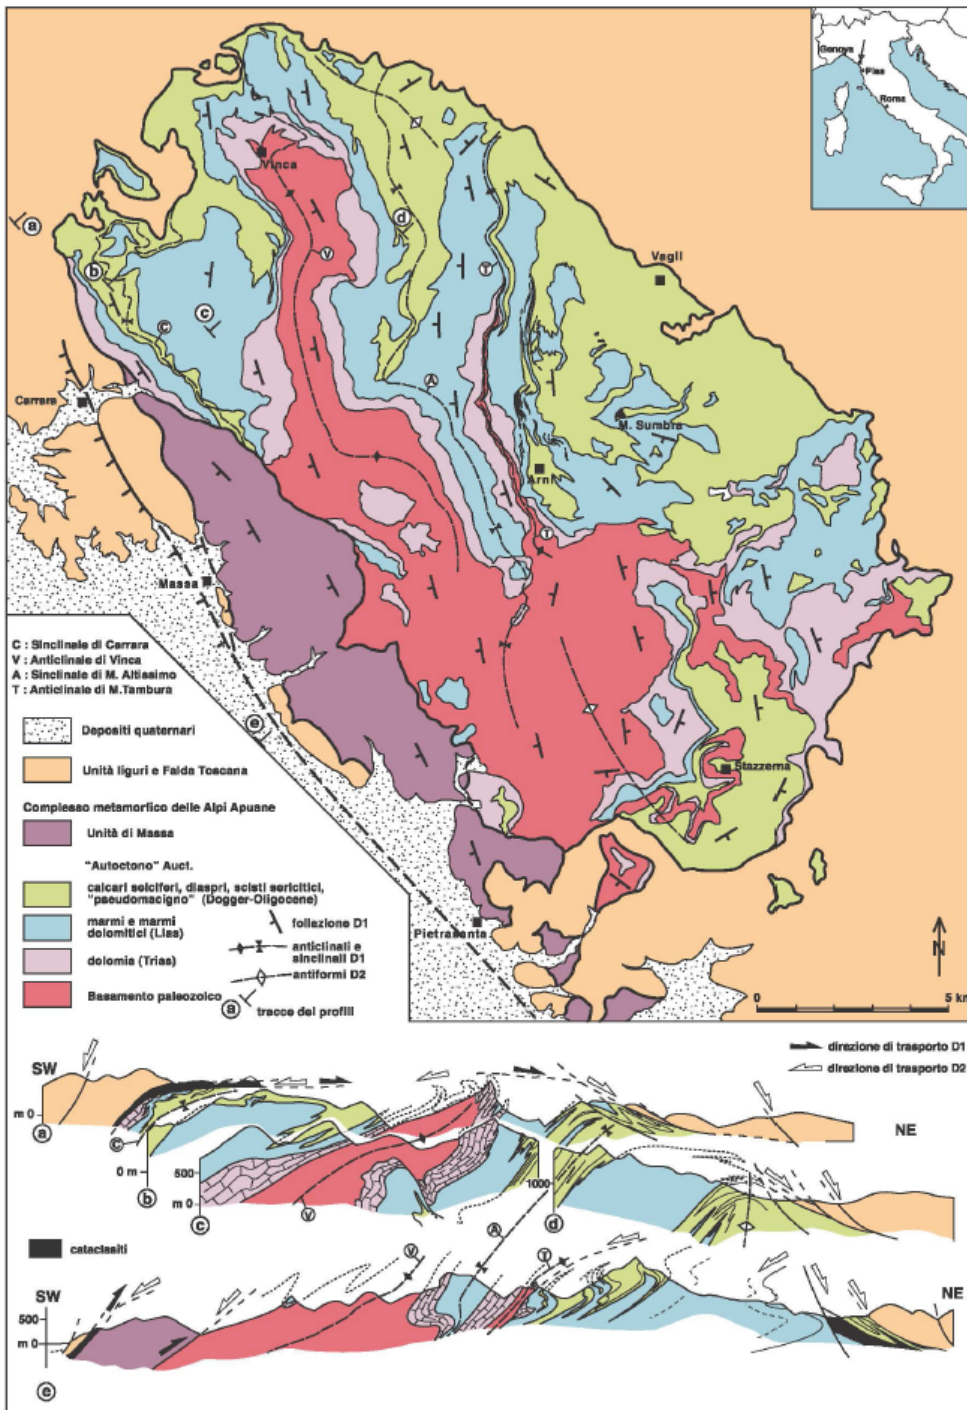 Genova
Pisa
Roma
Vinca
a
d
b
V
T
Vagli
C
c
A
Carrara
M. Sumbra
Arni
T
Massa
C : Sinclinale di Carrara
V : Anticlinale di Vinca
A : Sinclinale di M. Altissimo
T : Anticlinale di M.Tambura
e
Depositi quaternari
Stazzema
Unità liguri e Falda Toscana
Complesso metamorfico delle Alpi Apuane
Unità di Massa
"Autoctono" Auct.
calcari selciferi, diaspri, scisti sericitici,
"pseudomacigno" (Dogger-Oligocene)
foliazione D1
marmi e marmi
dolomitici (Lias)
Pietrasanta
N
anticlinali e
sinclinali D1
dolomia (Trias)
antiformi D2
Basamento paleozoico
a
tracce dei profili
0 5 km
direzione di trasporto D1
direzione di trasporto D2
SW
m 0
a
C
NE
0 m
b
500
m 0
c
V
1000
d
A
cataclasiti
V
T
SW
NE
500
m 0
e